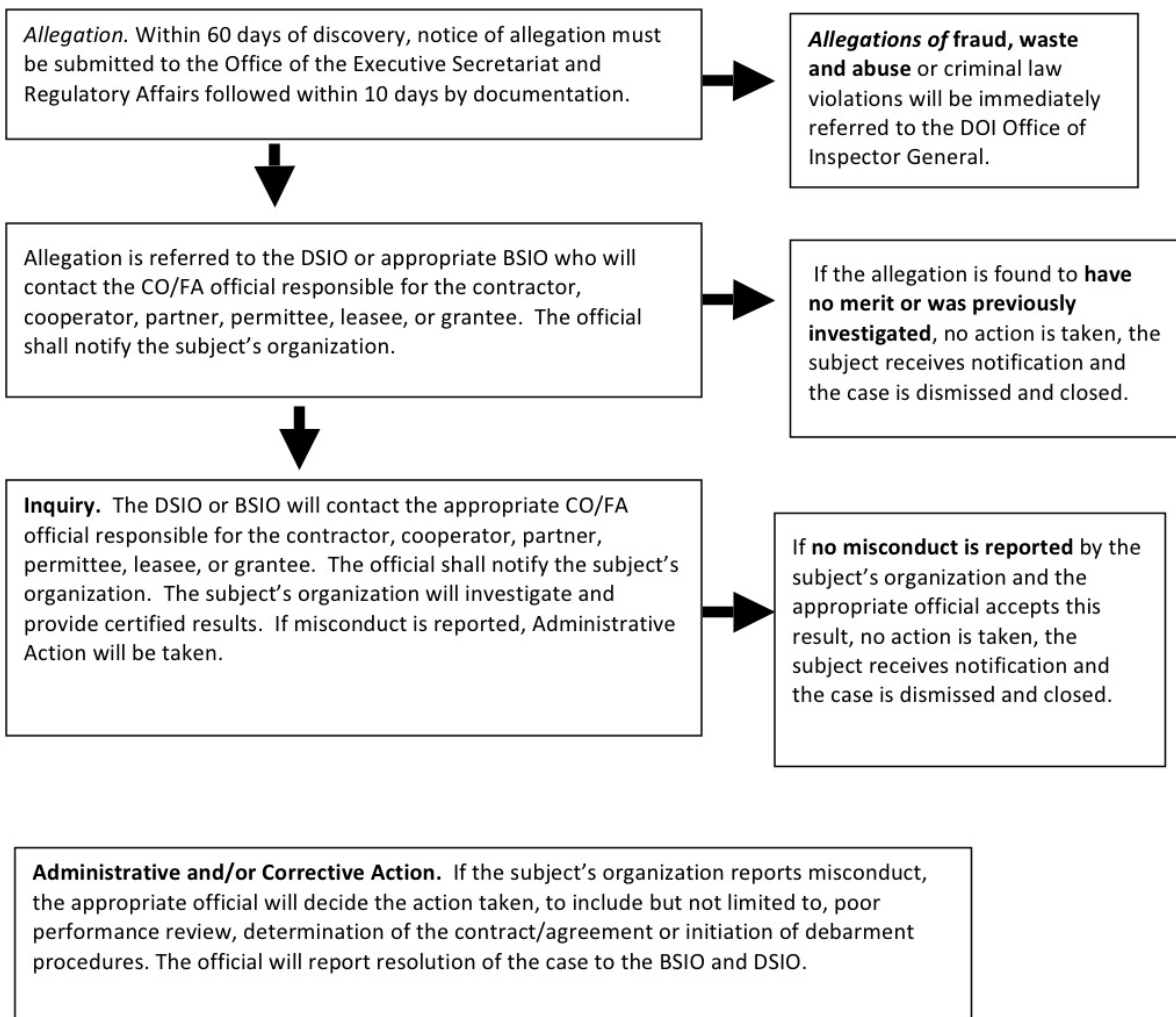 Allegation. Within 60 days of discovery, notice of allegation must
be submitted to the Office of the Executive Secretariat and
Regulatory Affairs followed within 10 days by documentation.
Allegations of fraud, waste
and abuse or criminal law
violations will be immediately
referred to the DOI Office of
Inspector General.
Allegation is referred to the DSIO or appropriate BSIO who will
contact the CO/FA official responsible for the contractor,
cooperator, partner, permittee, leasee, or grantee.  The official
shall notify the subject's organization.
If the allegation is found to have
no merit or was previously
investigated, no action is taken, the
subject receives notification and
the case is dismissed and closed.
Inquiry.  The DSIO or BSIO will contact the appropriate CO/FA
official responsible for the contractor, cooperator, partner,
permittee, leasee, or grantee.  The official shall notify the subject's
organization.  The subject's organization will investigate and
provide certified results.  If misconduct is reported, Administrative
Action will be taken.
If no misconduct is reported by the
subject's organization and the
appropriate official accepts this
result, no action is taken, the
subject receives notification and
the case is dismissed and closed.
Administrative and/or Corrective Action.  If the subject's organization reports misconduct,
the appropriate official will decide the action taken, to include but not limited to, poor
performance review, determination of the contract/agreement or initiation of debarment
procedures. The official will report resolution of the case to the BSIO and DSIO.